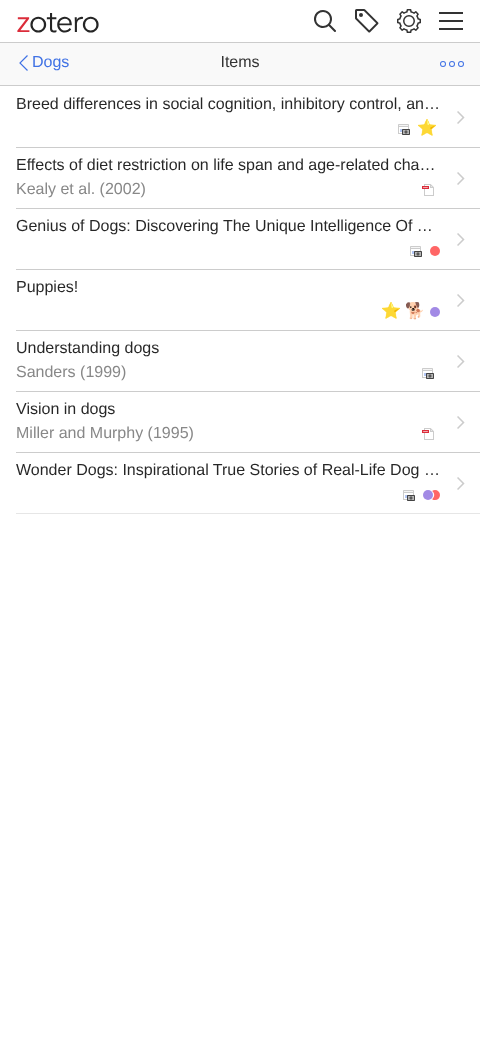 zotero
Dogs Items
Breed differences in social cognition, inhibitory control, an…
Effects of diet restriction on life span and age-related cha…
Kealy et al. (2002)
Genius of Dogs: Discovering The Unique Intelligence Of …
Puppies!
Understanding dogs
Sanders (1999)
Vision in dogs
Miller and Murphy (1995)
Wonder Dogs: Inspirational True Stories of Real-Life Dog …